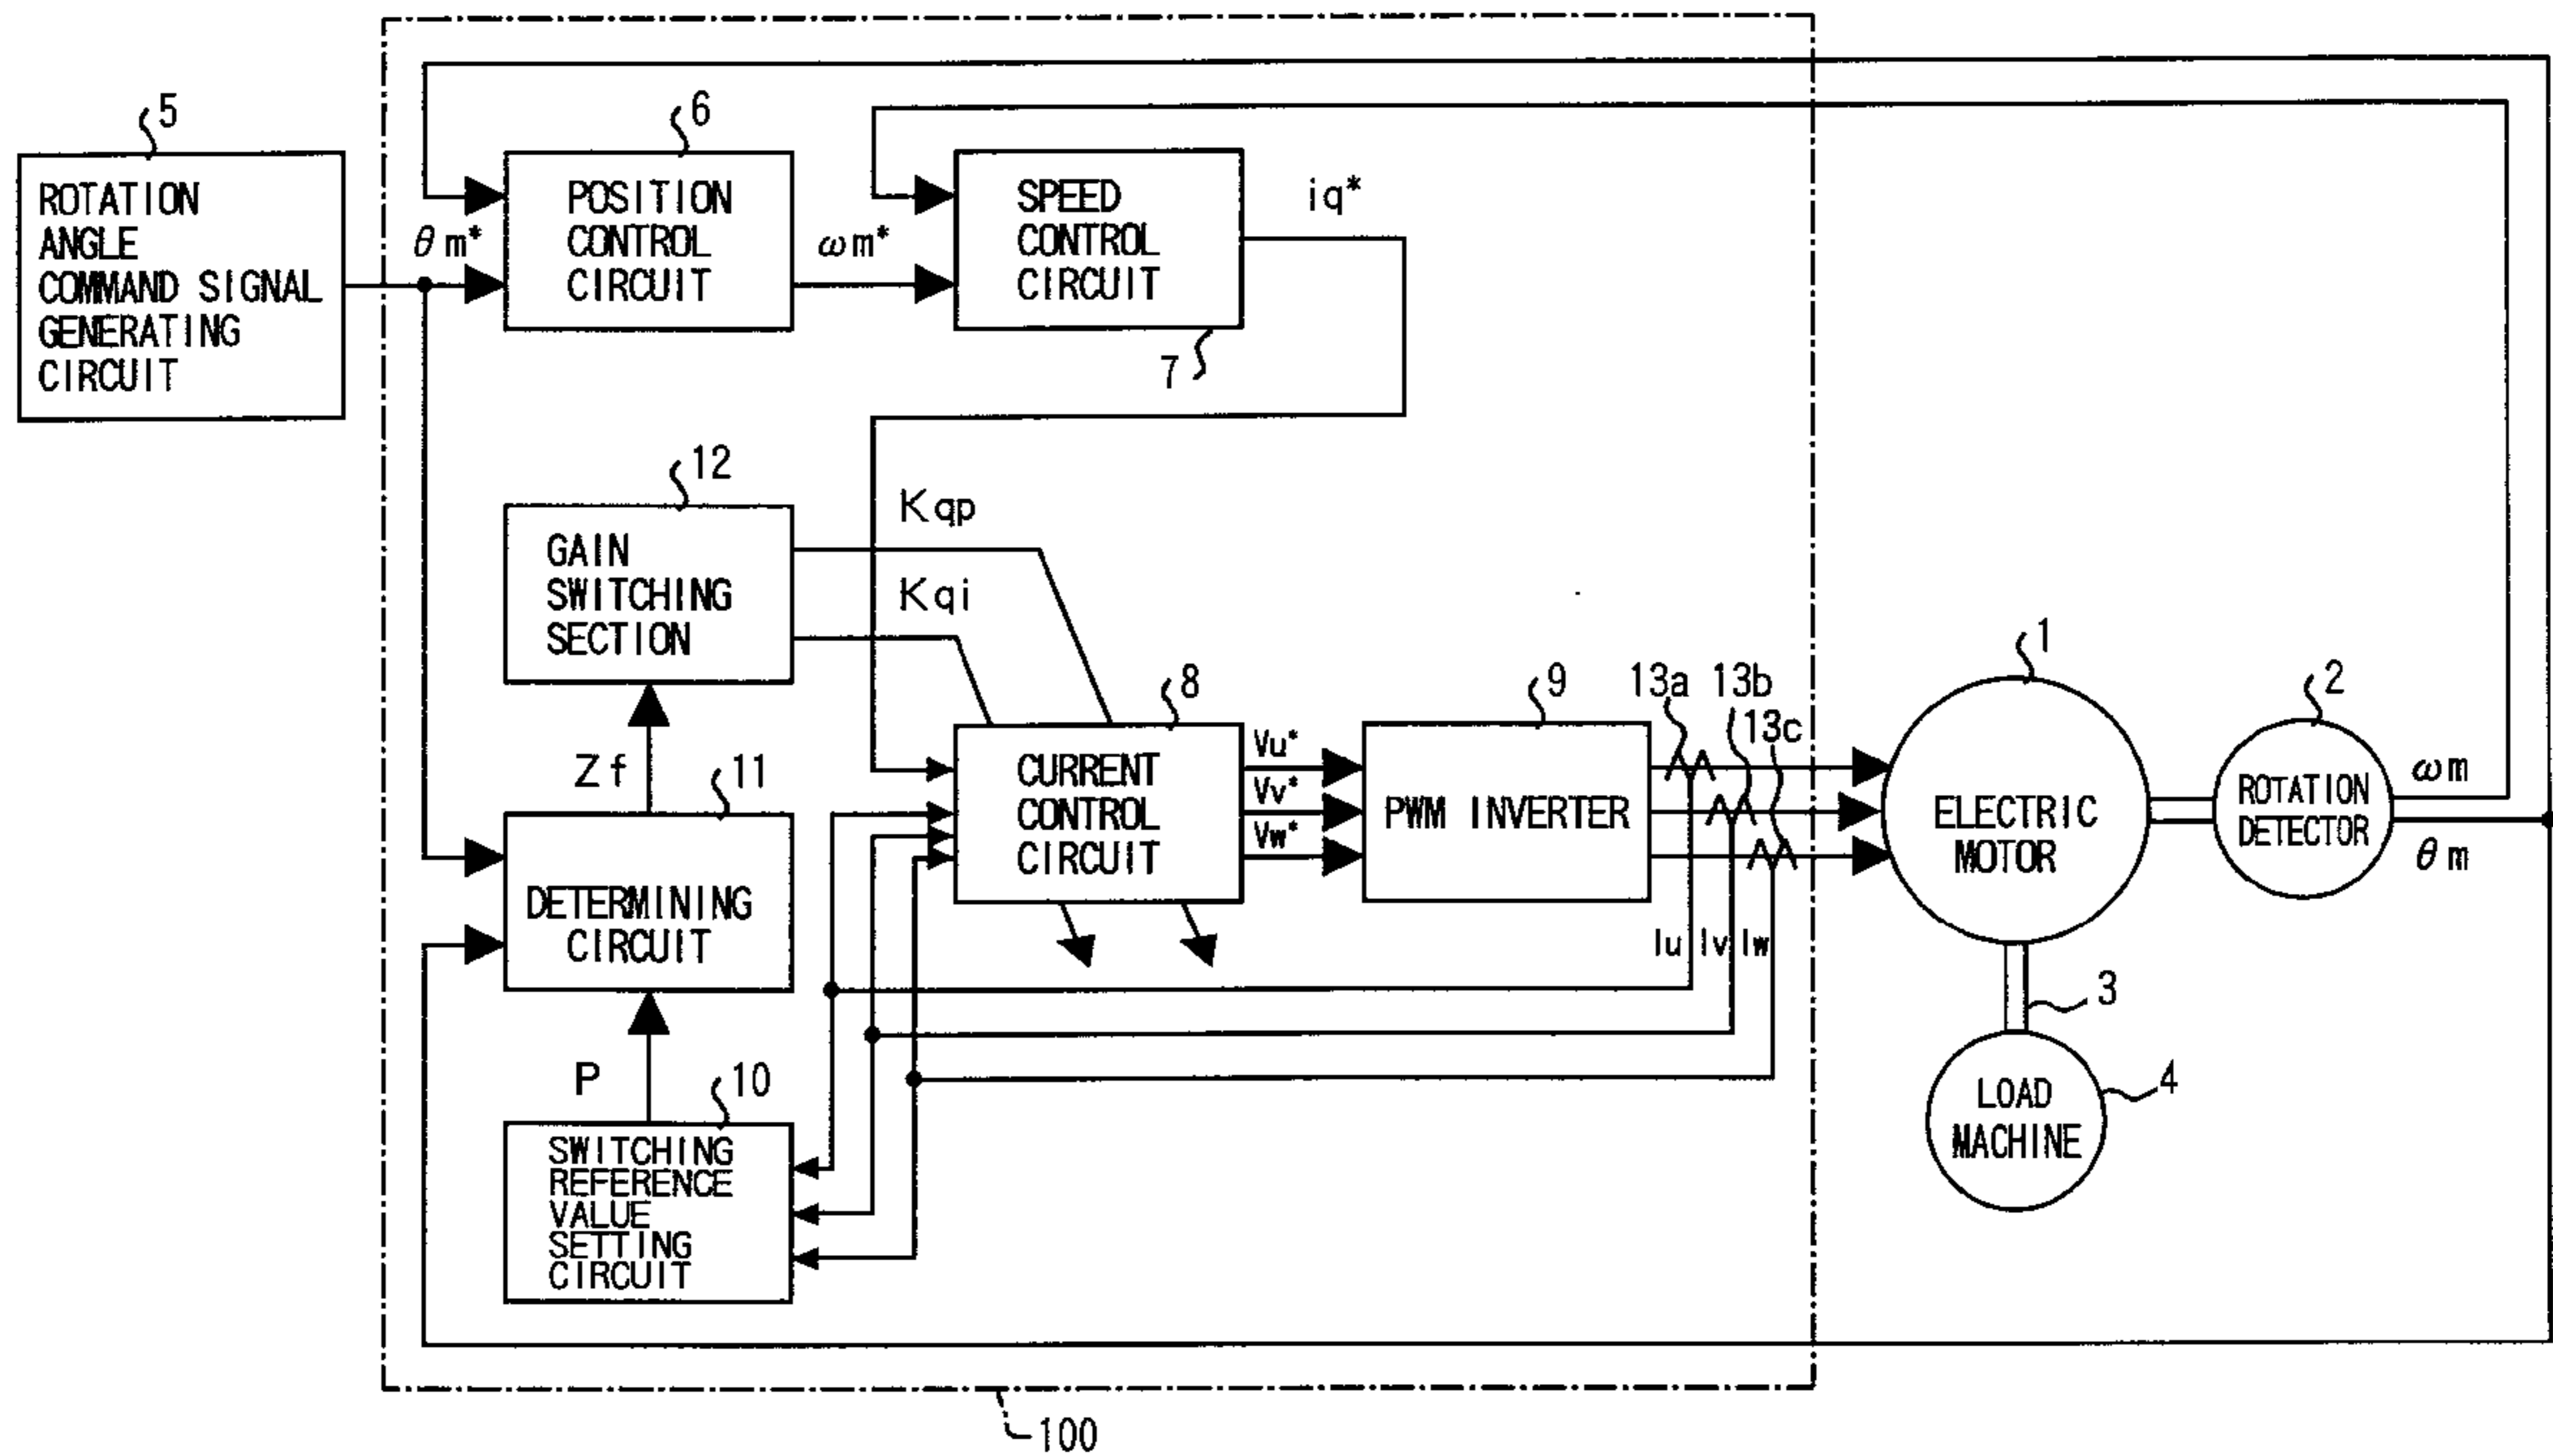 5
ROTATION
ANGLE
COMMAND SIGNAL
GENERATING
CIRCUIT
θm*
6
POSITION
CONTROL
CIRCUIT
ωm*
SPEED
CONTROL
CIRCUIT
7
iq*
12
GAIN
SWITCHING
SECTION
Kqp
Kqi
Zf
11
DETERMINING
CIRCUIT
P
10
SWITCHING
REFERENCE
VALUE
SETTING
CIRCUIT
8
CURRENT
CONTROL
CIRCUIT
Vu*
Vv*
Vw*
9
PWM INVERTER
13a
13b
13c
Iu
Iv
Iw
1
ELECTRIC
MOTOR
2
ROTATION
DETECTOR
ωm
θm
3
4
LOAD
MACHINE
100